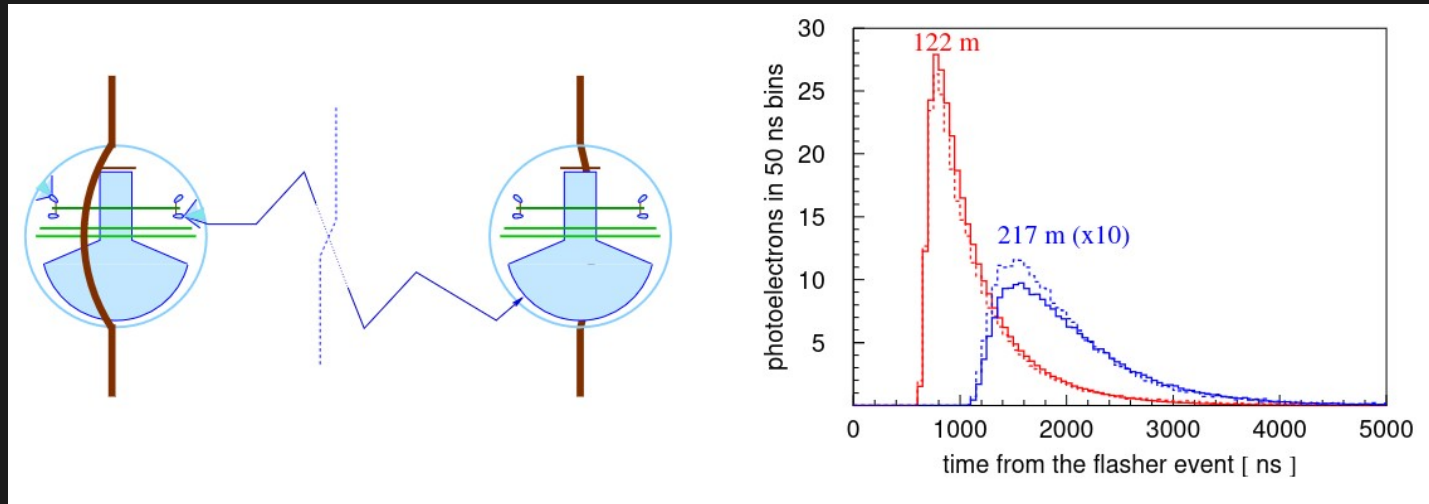 30
122 m
25
20
15
217 m (x10)
10
5
photoelectrons in 50 ns bins
0 1000 2000 3000 4000 5000
time from the flasher event [ ns ]